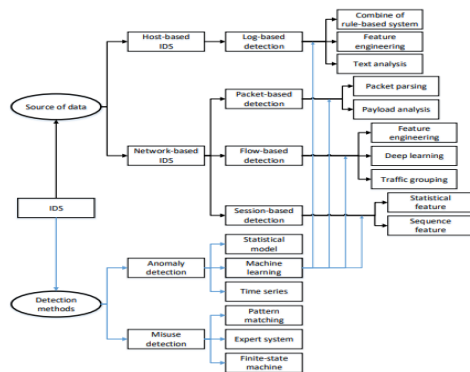 Combine of
rule-based system
Host-based
IDS
Log-based
detection
Feature
engineering
Text analysis
Packet parsing
Packet-based
detection
Source of data
Payload analysis
Feature
engineering
Network-based
IDS
Flow-based
detection
Deep learning
Traffic grouping
IDS
Statistical
feature
Session-based
detection
Sequence
feature
Statistical
model
Anomaly
detection
Machine
learning
Time series
Detection
methods
Pattern
matching
Misuse
detection
Expert system
Finite-state
machine